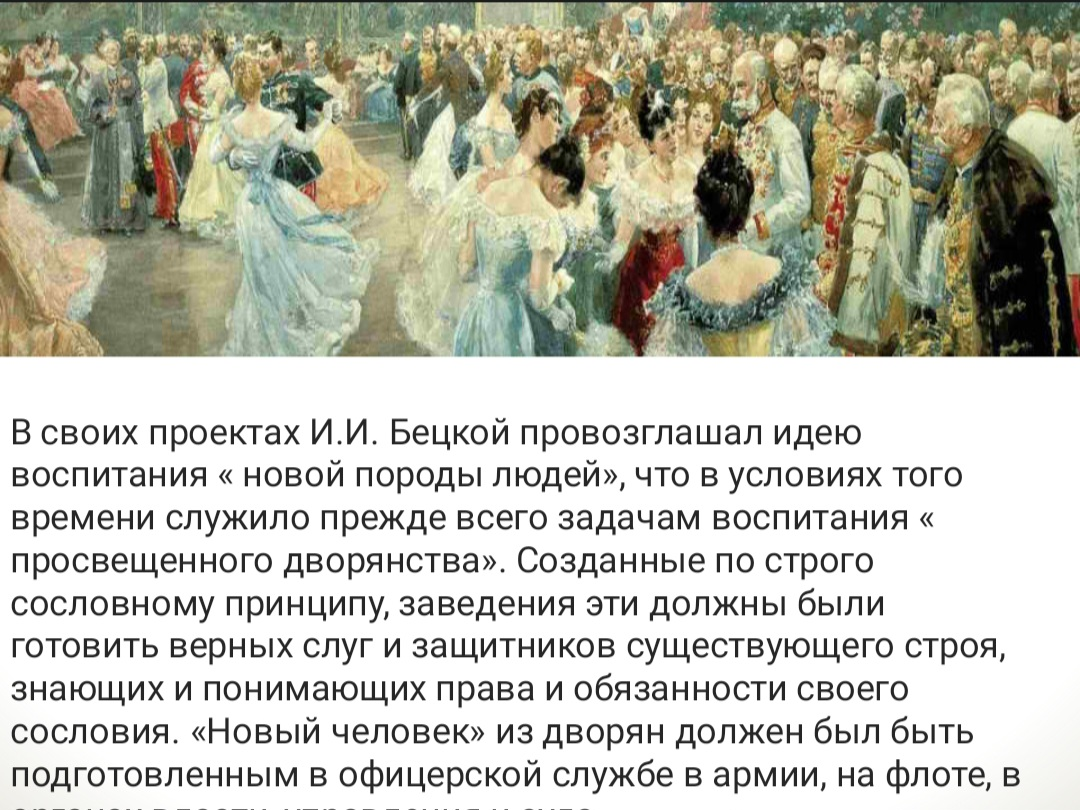 В своих проектах И.И. Бецкой провозглашал идею
воспитания « новой породы людей», что в условиях того
времени служило прежде всего задачам воспитания «
просвещенного дворянства». Созданные по строго
сословному принципу, заведения эти должны были
готовить верных слуг и защитников существующего строя,
знающих и понимающих права и обязанности своего
сословия. «Новый человек» из дворян должен был быть
подготовленным в офицерской службе в армии, на флоте, в